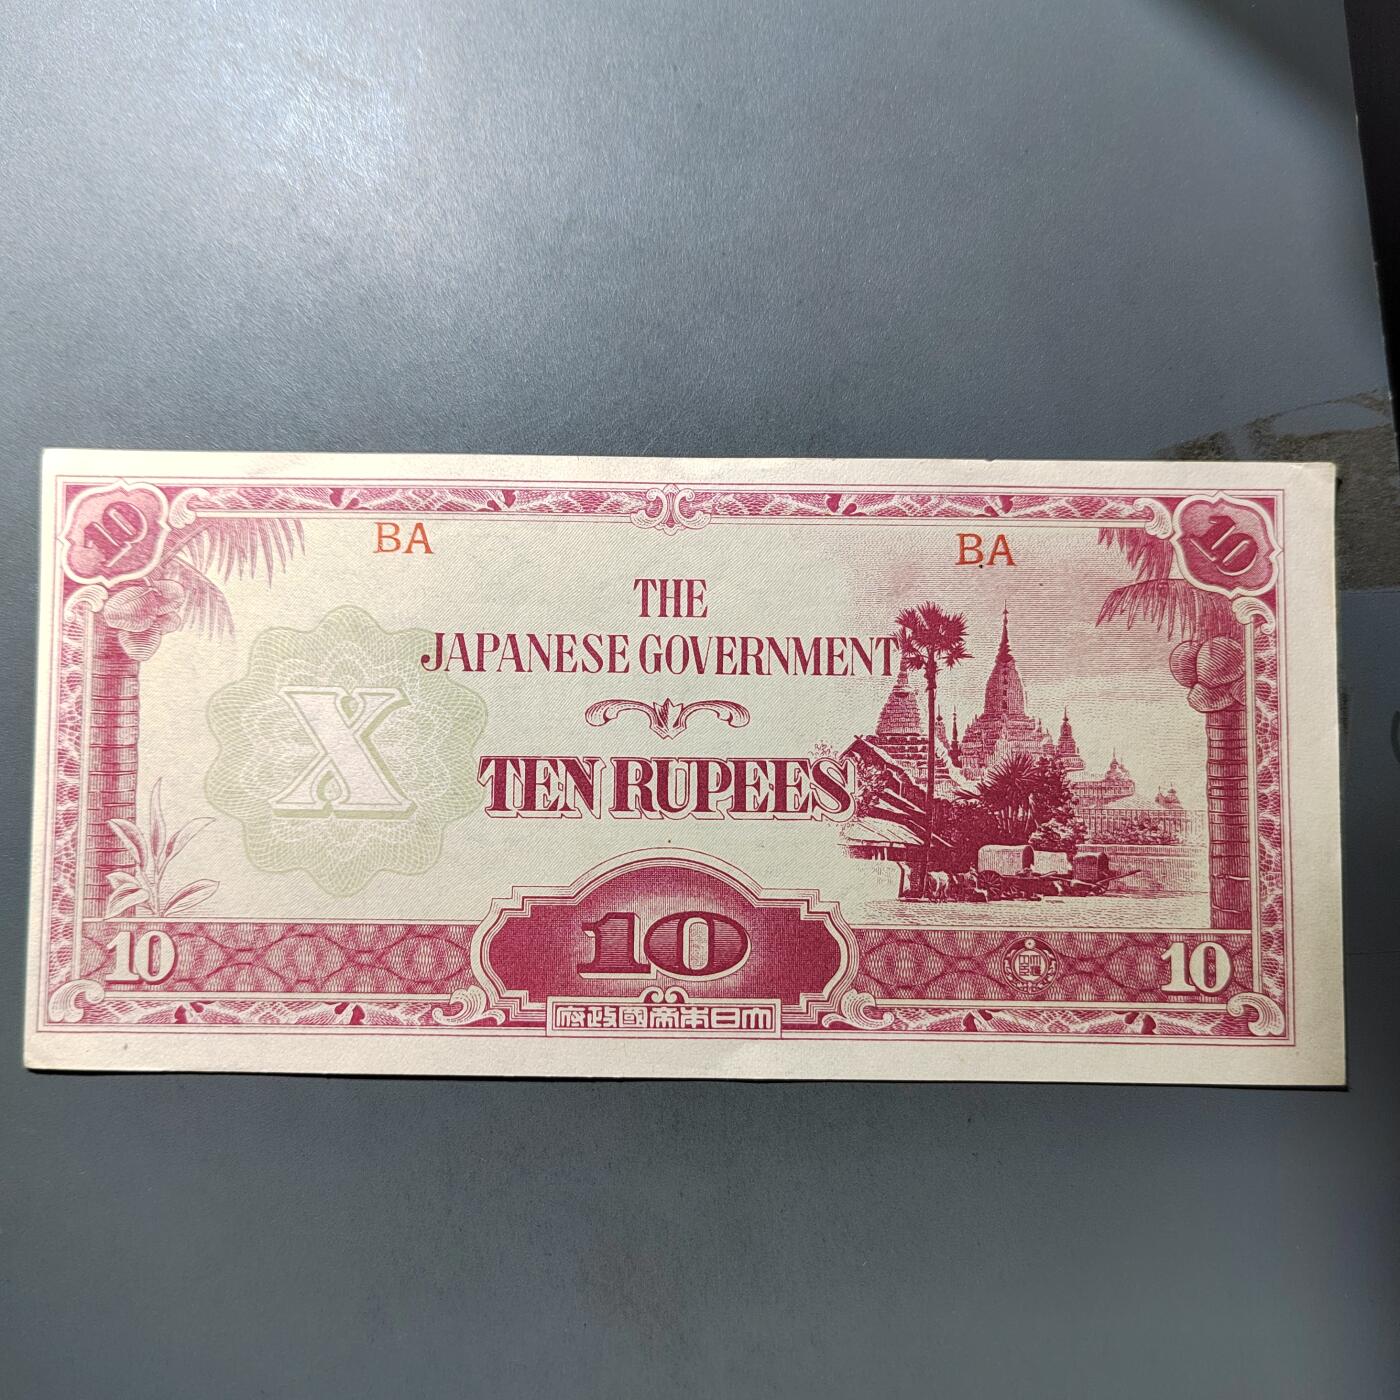 10
10
BA
BA
THE
JAPANESE GOVERNMENT
X
TEN RUPEES
10
10
10
府政國帝本日大